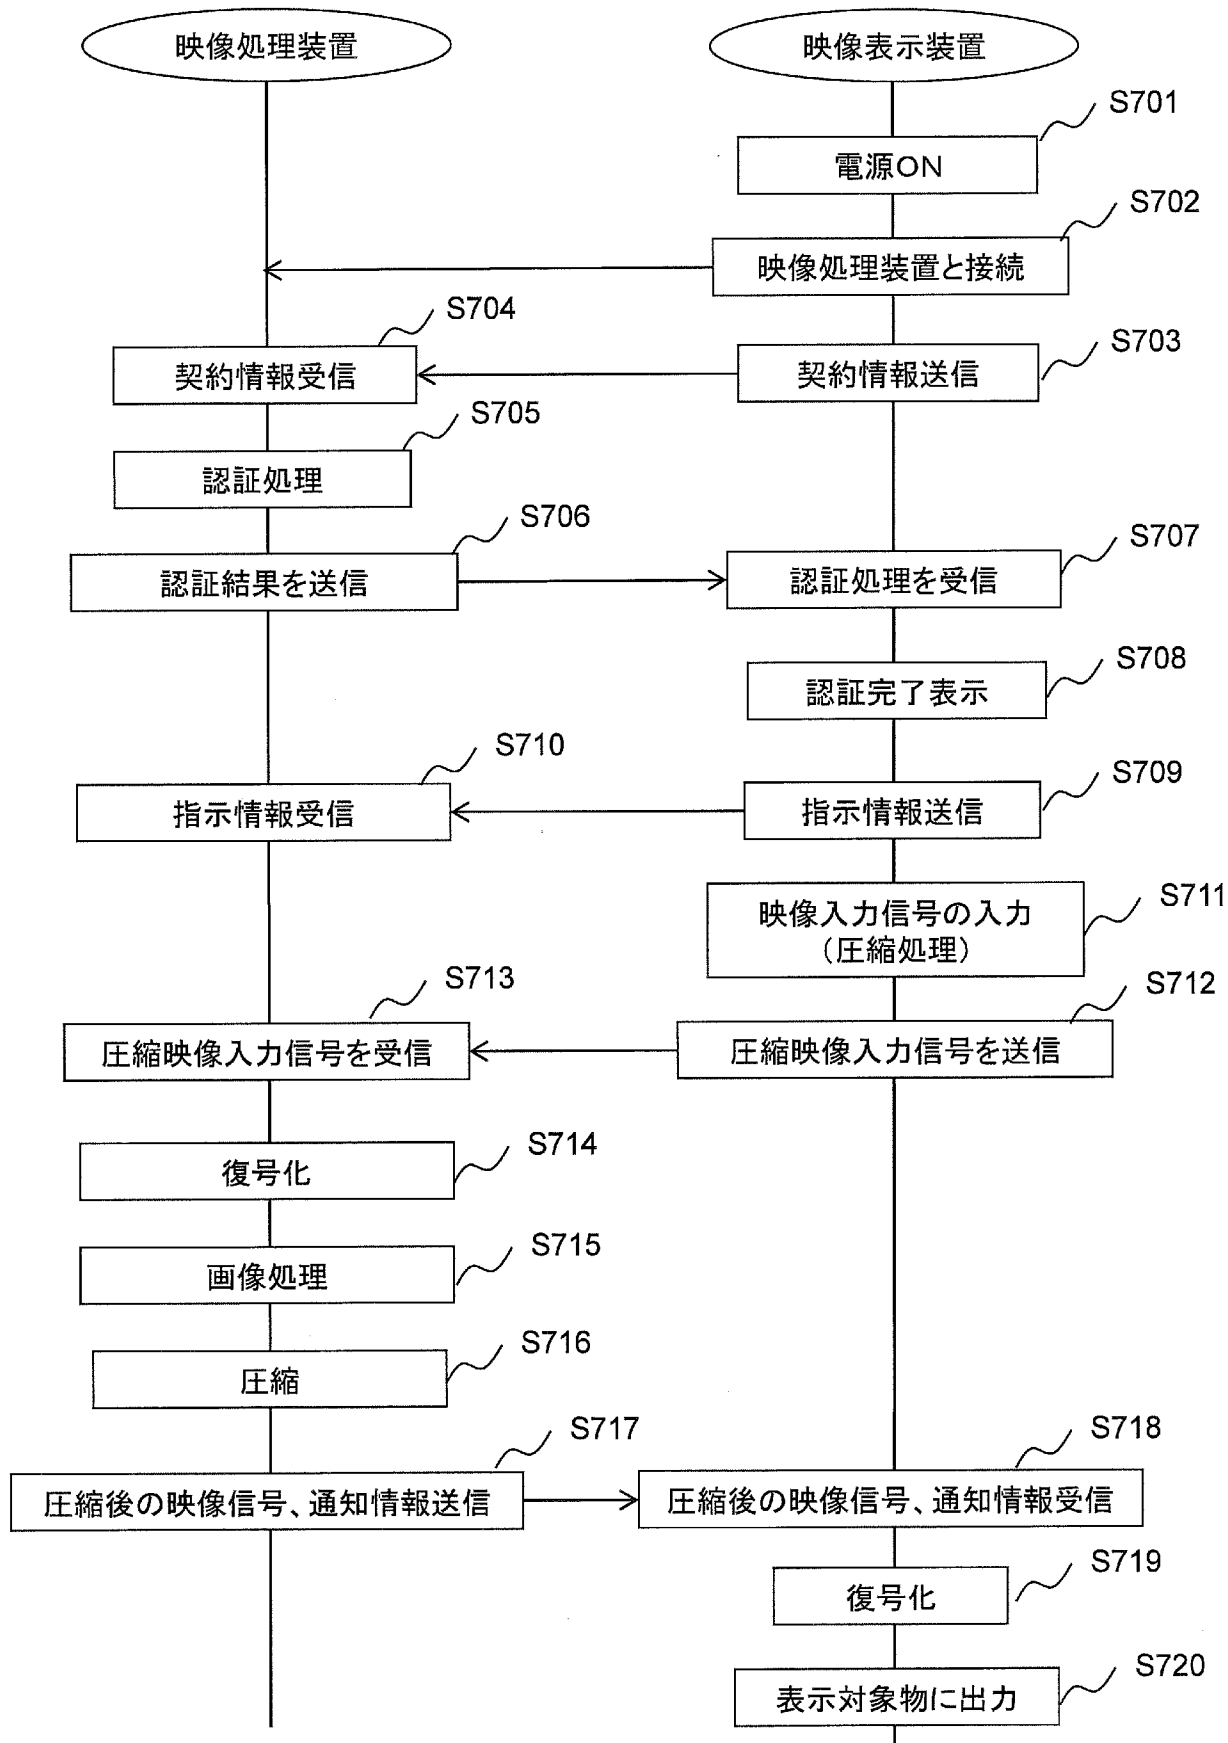 映像処理装置
映像表示装置
S701
電源ON
S702
映像処理装置と接続
S704
契約情報受信
S703
契約情報送信
S705
認証処理
S706
認証結果を送信
S707
認証処理を受信
S708
認証完了表示
S710
指示情報受信
S709
指示情報送信
S711
映像入力信号の入力
（圧縮処理）
S713
圧縮映像入力信号を受信
S712
圧縮映像入力信号を送信
S714
復号化
S715
画像処理
S716
圧縮
S717
圧縮後の映像信号、通知情報送信
S718
圧縮後の映像信号、通知情報受信
S719
復号化
S720
表示対象物に出力